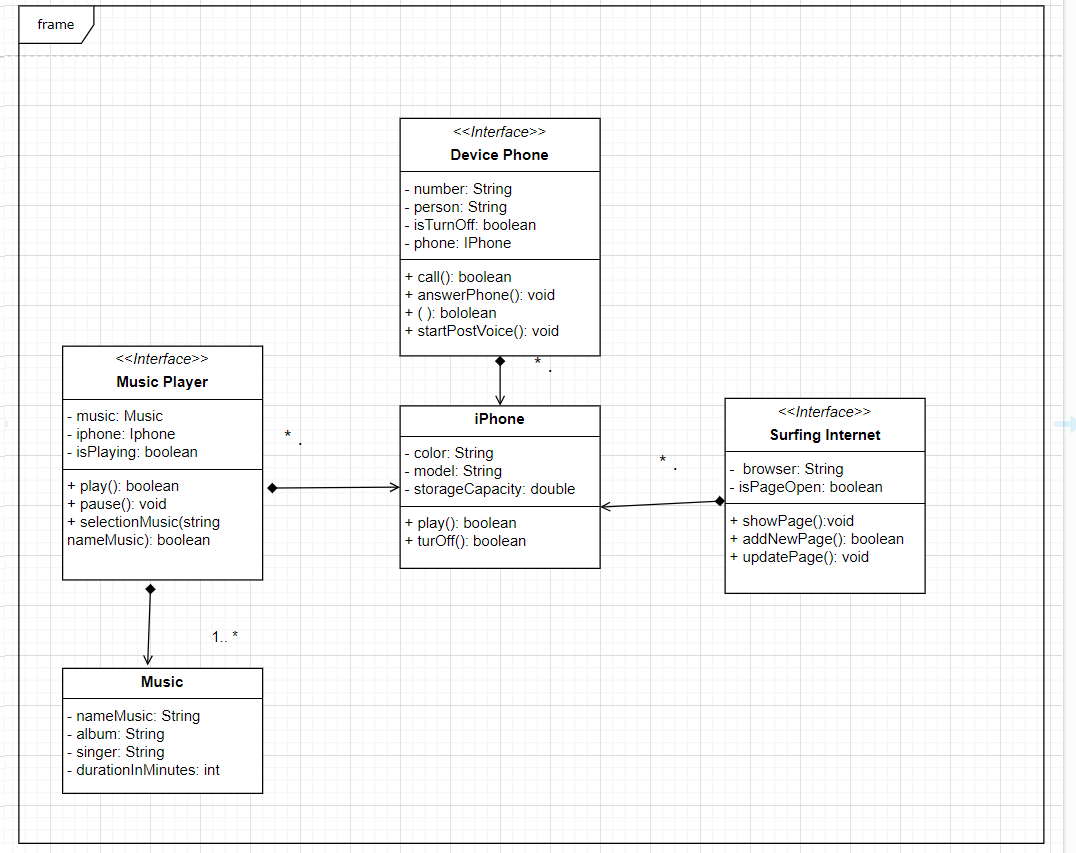 frame
<<Interface>>
Device Phone
- number: String
- person: String
- isTurnOff: boolean
- phone: IPhone
+ call(): boolean
+ answerPhone(): void
+ ( ): bololean
+ startPostVoice(): void
* .
<<Interface>>
Music Player
- music: Music
- iphone: Iphone
- isPlaying: boolean
+ play(): boolean
+ pause(): void
+ selectionMusic(string
nameMusic): boolean
* .
iPhone
- color: String
- model: String
- storageCapacity: double
+ play(): boolean
+ turOff(): boolean
* .
<<Interface>>
Surfing Internet
- browser: String
- isPageOpen: boolean
+ showPage():void
+ addNewPage(): boolean
+ updatePage(): void
1.. *
Music
- nameMusic: String
- album: String
- singer: String
- durationInMinutes: int